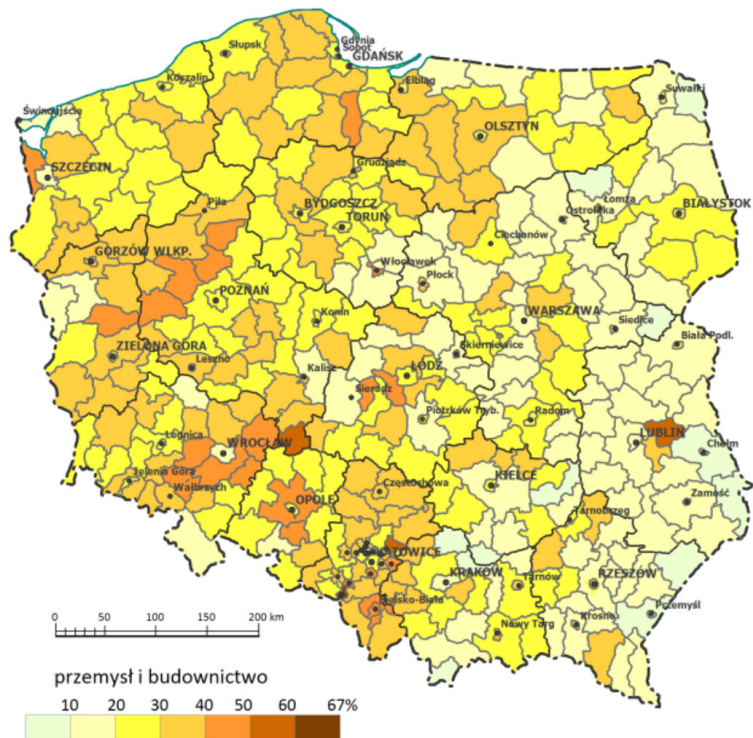 Gdynia
Sopot
GDAŃSK
Słupsk
Koszalin
Elbląg
Suwałki
Świnoujście
OLSZTYN
SZCZECIN
Grudziądz
Piła
BYDGOSZCZ
TORUŃ
Łomża
Ostrołęka
BIAŁYSTOK
Ciechanów
GORZÓW WLKP.
Włocławek
Płock
POZNAŃ
Konin
WARSZAWA
Siedlce
Biała Podl.
Skierniewice
ZIELONA GÓRA
Leszno
Kalisz
ŁÓDŹ
Sieradz
Piotrków Tryb.
Radom
LUBLIN
Chełm
Legnica
WROCŁAW
Jelenia Góra
Wałbrzych
Częstochowa
KIELCE
Zamość
OPOLE
Tarnobrzeg
KATOWICE
KRAKÓW
Tarnów
RZESZÓW
Bielsko-Biała
Nowy Targ
Krosno
Przemyśl
0 50 100 200 km
przemysł i budownictwo
10 20 30 40 50 60 67%